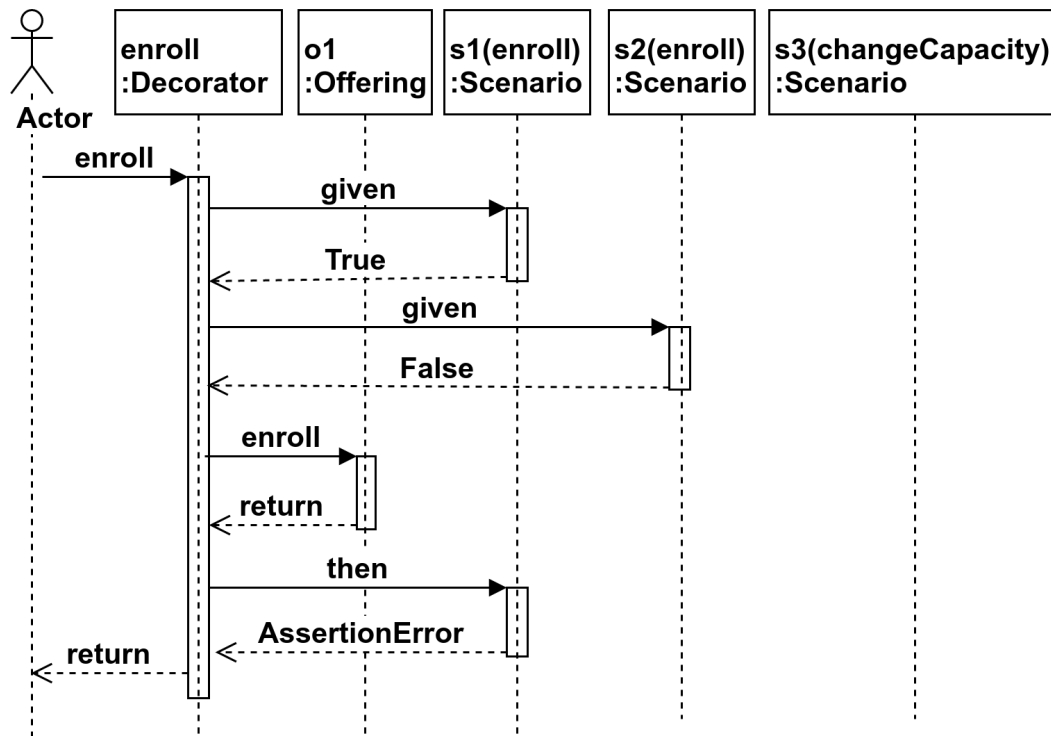 enroll
:Decorator
o1
:Offering
s1(enroll)
:Scenario
s2(enroll)
:Scenario
s3(changeCapacity)
:Scenario
Actor
enroll
given
True
given
False
enroll
return
then
AssertionError
return